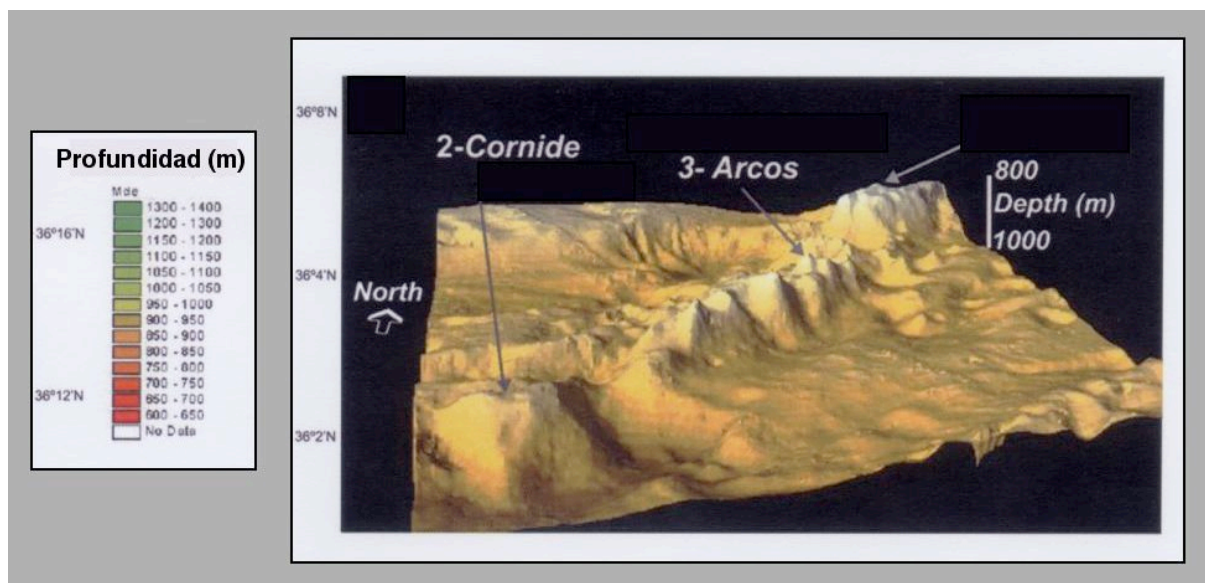 Profundidad (m)
Mde
1300 - 1400
1200 - 1300
1150 - 1200
1100 - 1150
1050 - 1100
1000 - 1050
950 - 1000
900 - 950
850 - 900
800 - 850
750 - 800
700 - 750
650 - 700
600 - 650
No Data
36º16'N
36º12'N
36º8'N
36º4'N
36º2'N
2-Cornide
3- Arcos
800
Depth (m)
1000
North